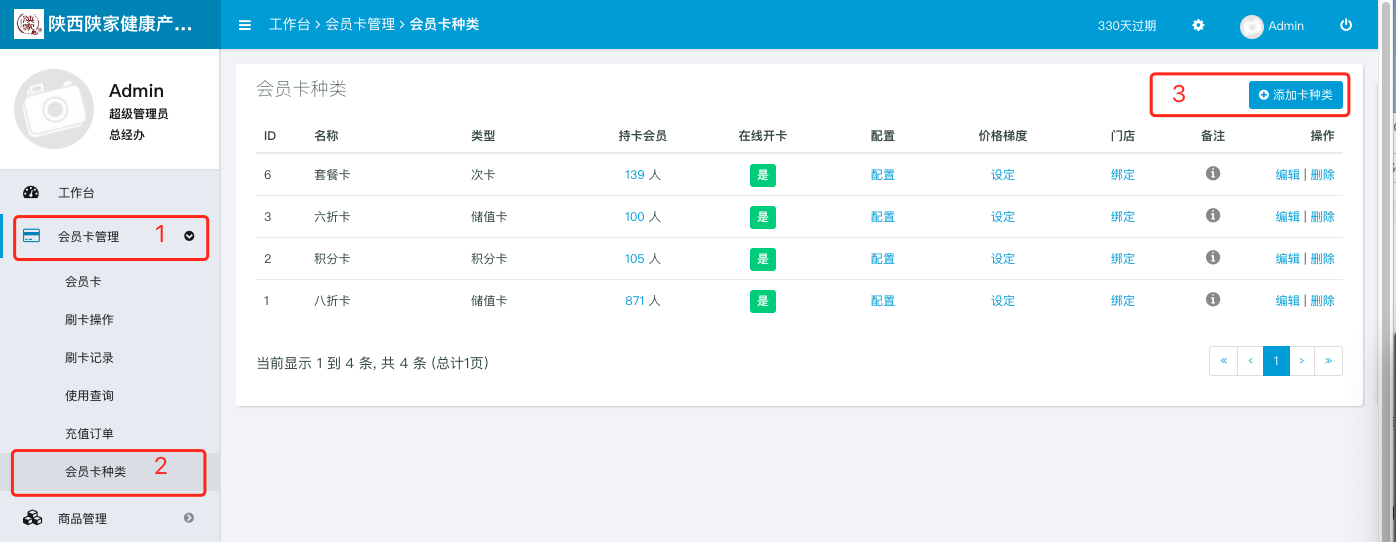 陕西陕家健康产...
工作台 > 会员卡管理 > 会员卡种类
330天过期
Admin
Admin
超级管理员
总经办
工作台
会员卡管理 1
会员卡
刷卡操作
刷卡记录
使用查询
充值订单
会员卡种类 2
商品管理
会员卡种类
3 添加卡种类
ID 名称 类型 持卡会员 在线开卡 配置 价格梯度 门店 备注 操作
6 套餐卡 次卡 139 人 是 配置 设定 绑定 编辑 | 删除
3 六折卡 储值卡 100 人 是 配置 设定 绑定 编辑 | 删除
2 积分卡 积分卡 105 人 是 配置 设定 绑定 编辑 | 删除
1 八折卡 储值卡 871 人 是 配置 设定 绑定 编辑 | 删除
当前显示 1 到 4 条, 共 4 条 (总计1页)
« ‹ 1 › »